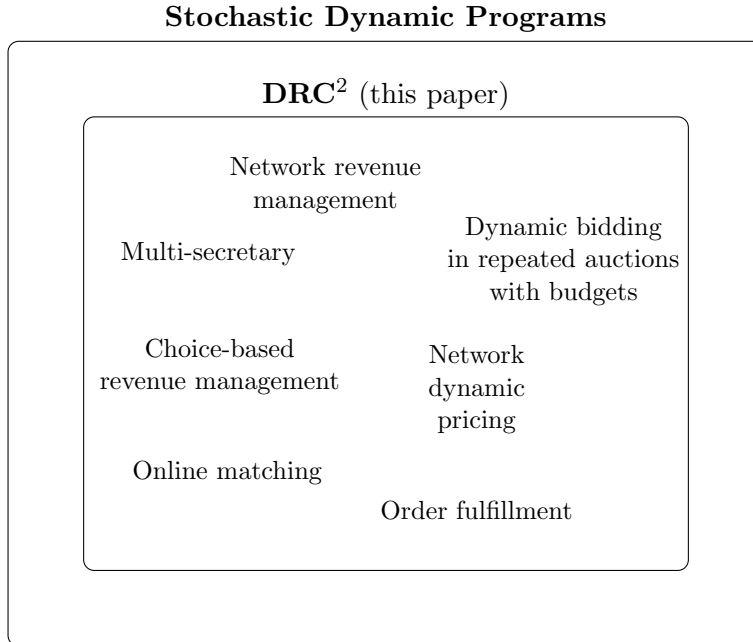 Stochastic Dynamic Programs
DRC² (this paper)
Network revenue
management
Multi-secretary
Dynamic bidding
in repeated auctions
with budgets
Choice-based
revenue management
Network
dynamic
pricing
Online matching
Order fulfillment